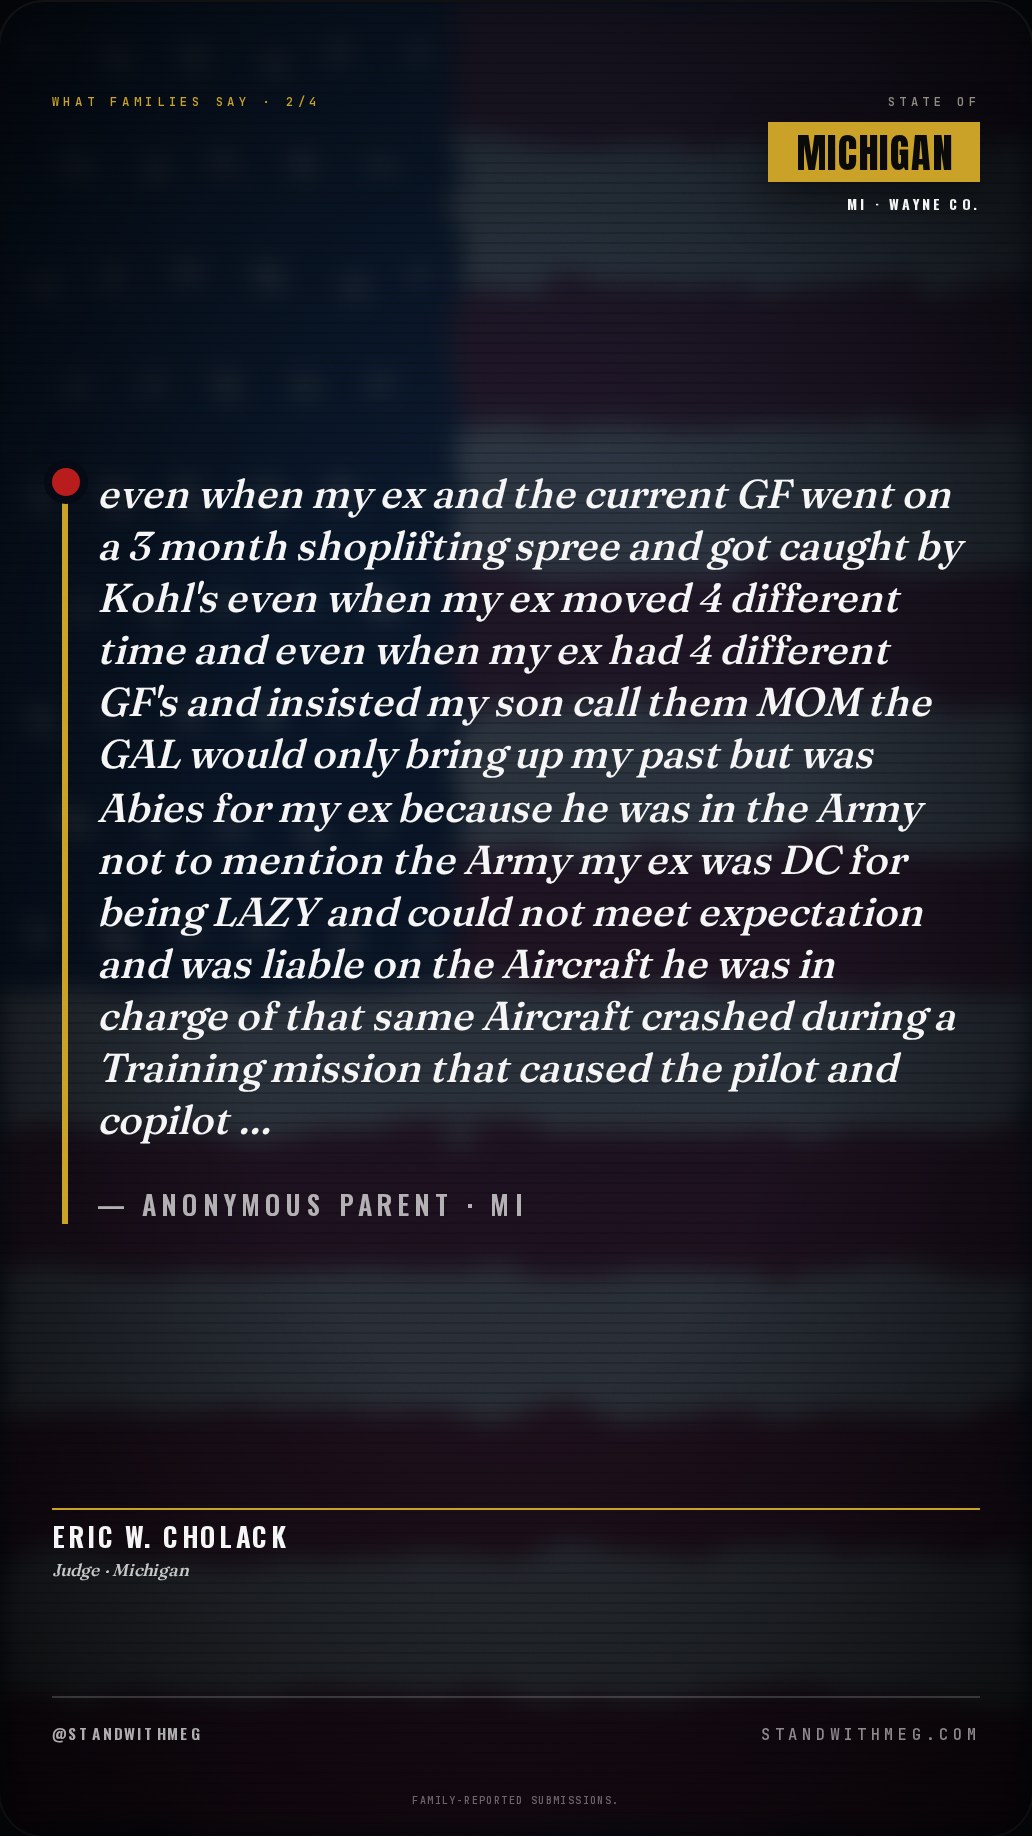 WHAT FAMILIES SAY · 2/4
STATE OF
MICHIGAN
MI · WAYNE CO.
even when my ex and the current GF went on
a 3 month shoplifting spree and got caught by
Kohl's even when my ex moved 4 different
time and even when my ex had 4 different
GF's and insisted my son call them MOM the
GAL would only bring up my past but was
Abies for my ex because he was in the Army
not to mention the Army my ex was DC for
being LAZY and could not meet expectation
and was liable on the Aircraft he was in
charge of that same Aircraft crashed during a
Training mission that caused the pilot and
copilot ...
— ANONYMOUS PARENT · MI
ERIC W. CHOLACK
Judge · Michigan
@STANDWITHMEG
STANDWITHMEG.COM
FAMILY-REPORTED SUBMISSIONS.